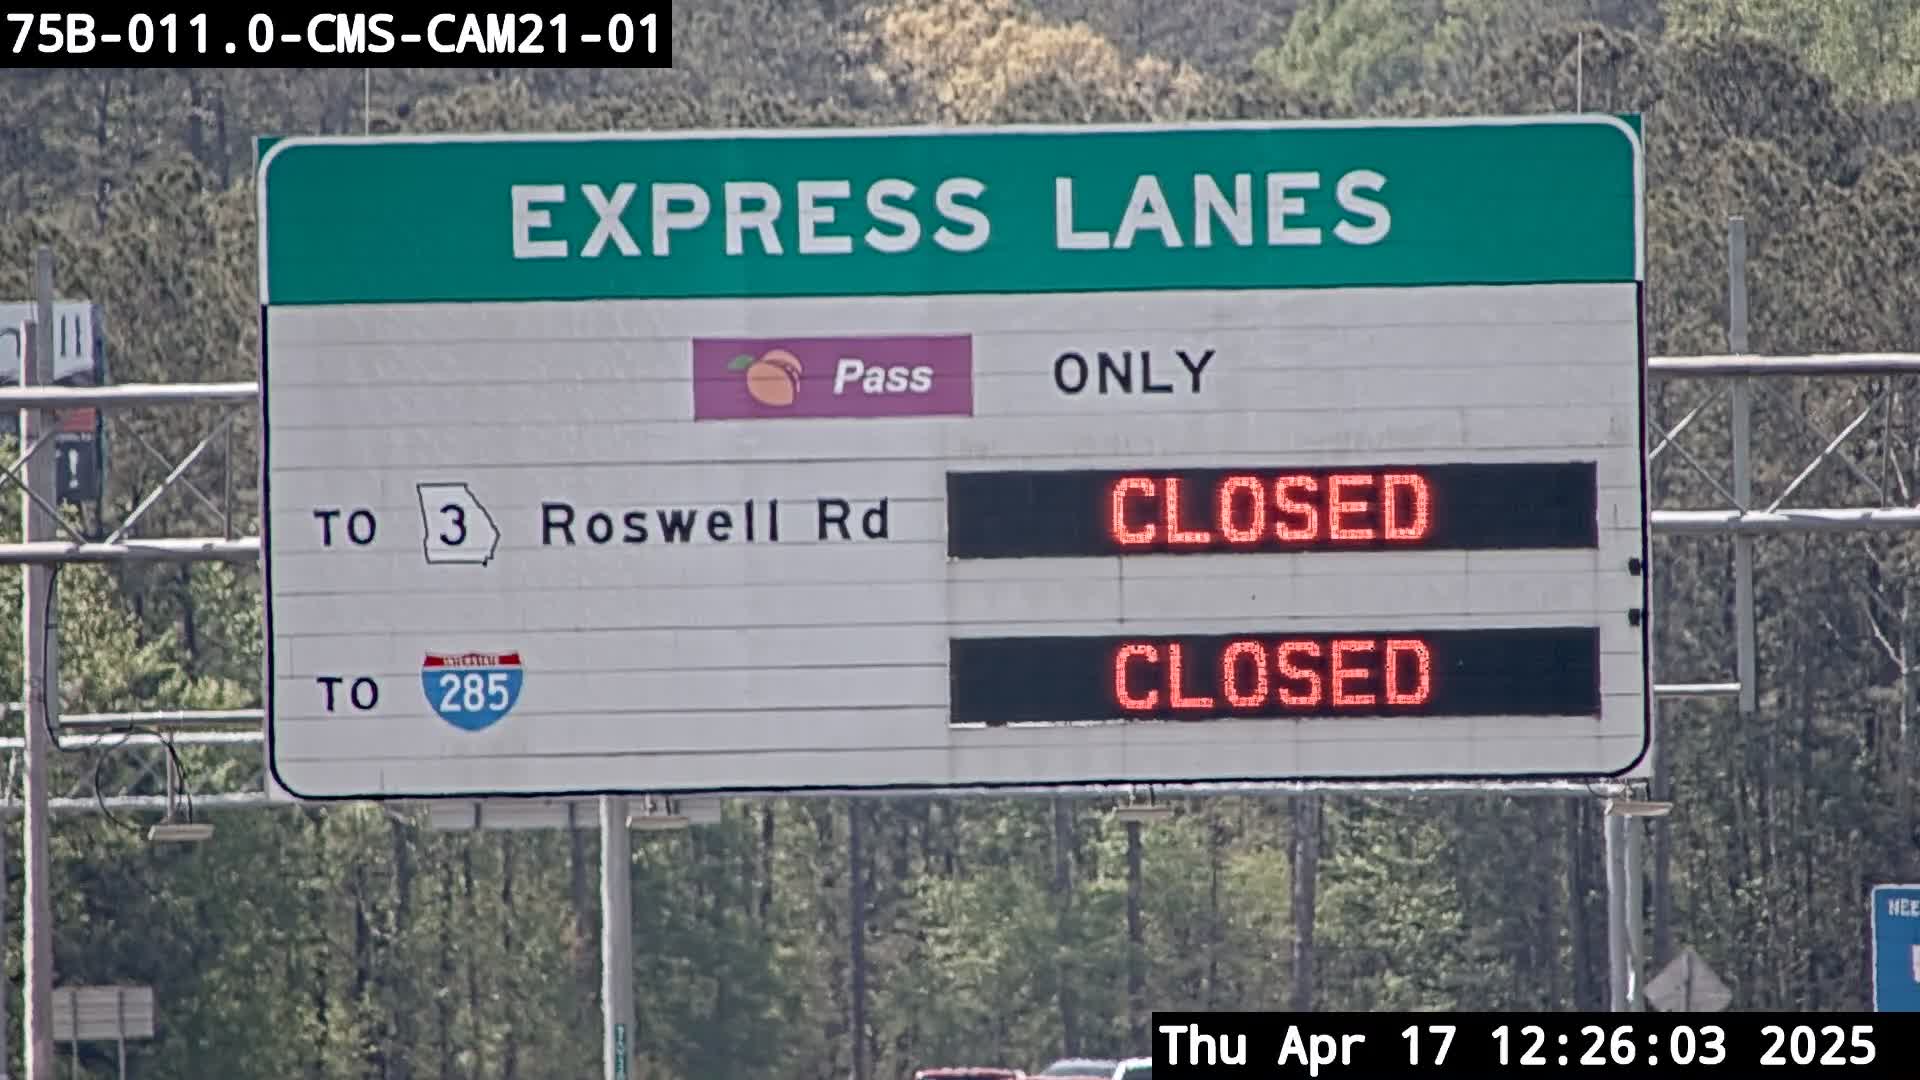 75B-011.0-CMS-CAM21-01
EXPRESS LANES
Pass ONLY
TO 3 Roswell Rd CLOSED
INTERSTATE
TO 285 CLOSED
Thu Apr 17 12:26:03 2025